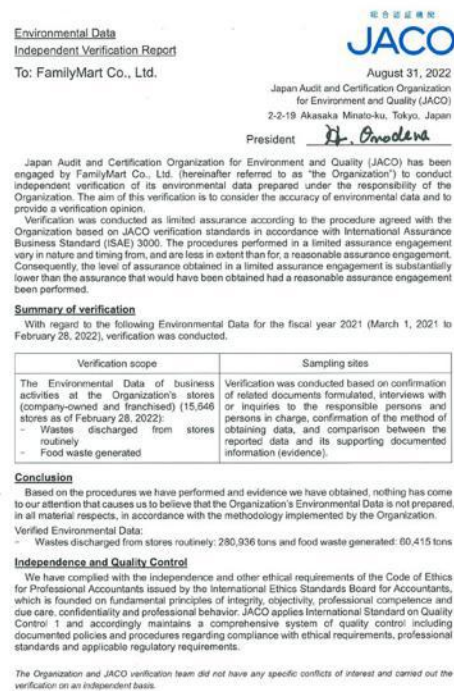 総合認証機関
JACO
Environmental Data
Independent Verification Report
To: FamilyMart Co., Ltd.
August 31, 2022
Japan Audit and Certification Organization
for Environment and Quality (JACO)
2-2-19 Akasaka Minato-ku, Tokyo, Japan
President H. Onodera
Japan Audit and Certification Organization for Environment and Quality (JACO) has been
engaged by FamilyMart Co., Ltd. (hereinafter referred to as "the Organization") to conduct
independent verification of its environmental data prepared under the responsibility of the
Organization. The aim of this verification is to consider the accuracy of environmental data and to
provide a verification opinion.
Verification was conducted as limited assurance according to the procedure agreed with the
Organization based on JACO verification standards in accordance with International Assurance
Business Standard (ISAE) 3000. The procedures performed in a limited assurance engagement
vary in nature and timing from, and are less in extent than for, a reasonable assurance engagement.
Consequently, the level of assurance obtained in a limited assurance engagement is substantially
lower than the assurance that would have been obtained had a reasonable assurance engagement
been performed.
Summary of verification
With regard to the following Environmental Data for the fiscal year 2021 (March 1, 2021 to
February 28, 2022), verification was conducted.
Verification scope
Sampling sites
The Environmental Data of business
activities at the Organization's stores
(company-owned and franchised) (15,646
stores as of February 28, 2022):
- Wastes discharged from stores
routinely
- Food waste generated
Verification was conducted based on confirmation
of related documents formulated, interviews with
or inquiries to the responsible persons and
persons in charge, confirmation of the method of
obtaining data, and comparison between the
reported data and its supporting documented
information (evidence).
Conclusion
Based on the procedures we have performed and evidence we have obtained, nothing has come
to our attention that causes us to believe that the Organization's Environmental Data is not prepared,
in all material respects, in accordance with the methodology implemented by the Organization.
Verified Environmental Data:
- Wastes discharged from stores routinely: 280,936 tons and food waste generated: 60,415 tons
Independence and Quality Control
We have complied with the independence and other ethical requirements of the Code of Ethics
for Professional Accountants issued by the International Ethics Standards Board for Accountants,
which is founded on fundamental principles of integrity, objectivity, professional competence and
due care, confidentiality and professional behavior. JACO applies International Standard on Quality
Control 1 and accordingly maintains a comprehensive system of quality control including
documented policies and procedures regarding compliance with ethical requirements, professional
standards and applicable regulatory requirements.
The Organization and JACO verification team did not have any specific conflicts of interest and carried out the
verification on an independent basis.